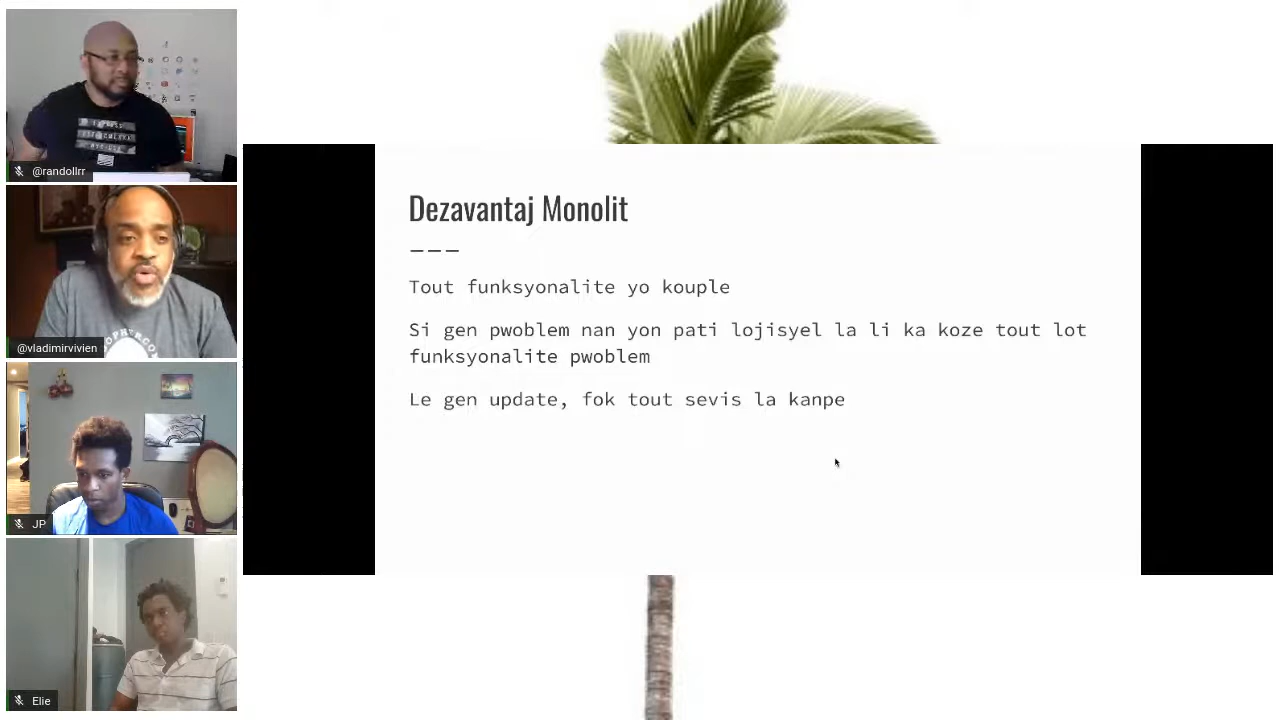 @randollrr
@vladimirvivien
JP
Elie
Dezavantaj Monolit
———
Tout funksyonalite yo kouple
Si gen pwoblem nan yon pati lojisyel la li ka koze tout lot
funksyonalite pwoblem
Le gen update, fok tout sevis la kanpe